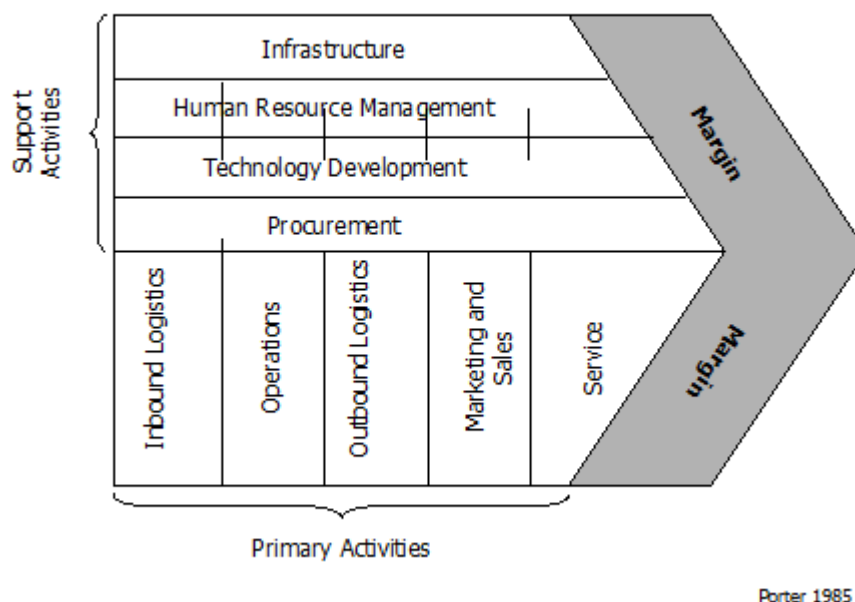 Support
Activities
Infrastructure
Human Resource Management
Technology Development
Procurement
Margin
Inbound Logistics
Operations
Outbound Logistics
Marketing and
Sales
Service
Margin
Primary Activities
Porter 1985